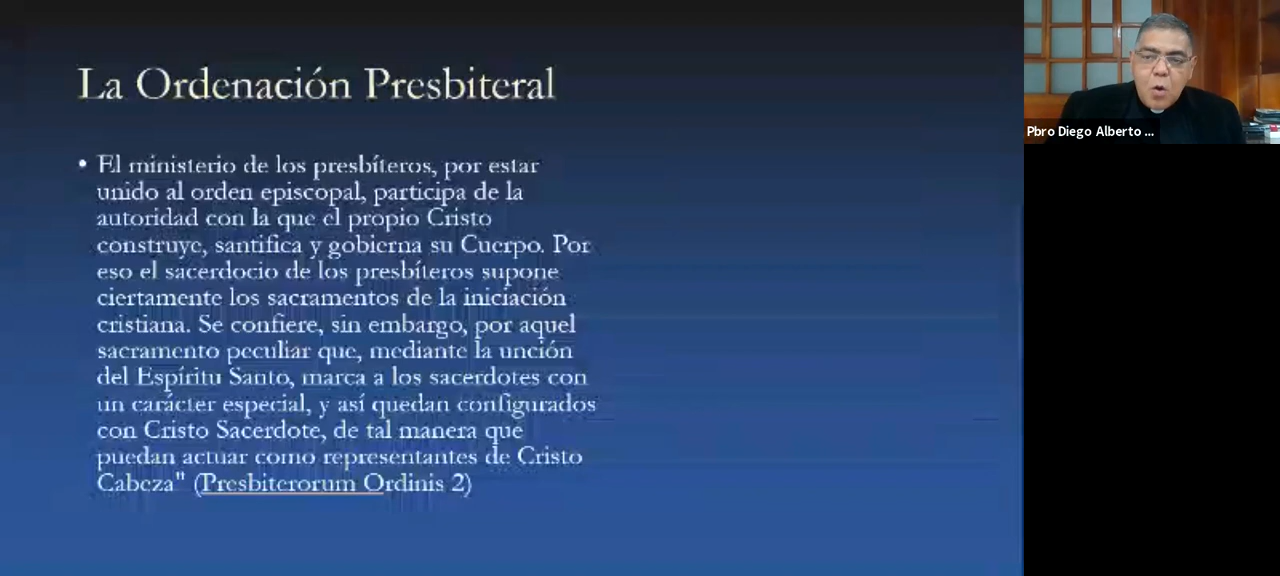 La Ordenación Presbiteral
• El ministerio de los presbíteros, por estar
unido al orden episcopal, participa de la
autoridad con la que el propio Cristo
construye, santifica y gobierna su Cuerpo. Por
eso el sacerdocio de los presbíteros supone
ciertamente los sacramentos de la iniciación
cristiana. Se confiere, sin embargo, por aquel
sacramento peculiar que, mediante la unción
del Espíritu Santo, marca a los sacerdotes con
un carácter especial, y así quedan configurados
con Cristo Sacerdote, de tal manera que
puedan actuar como representantes de Cristo
Cabeza" (Presbiterorum Ordinis 2)
Pbro Diego Alberto ...